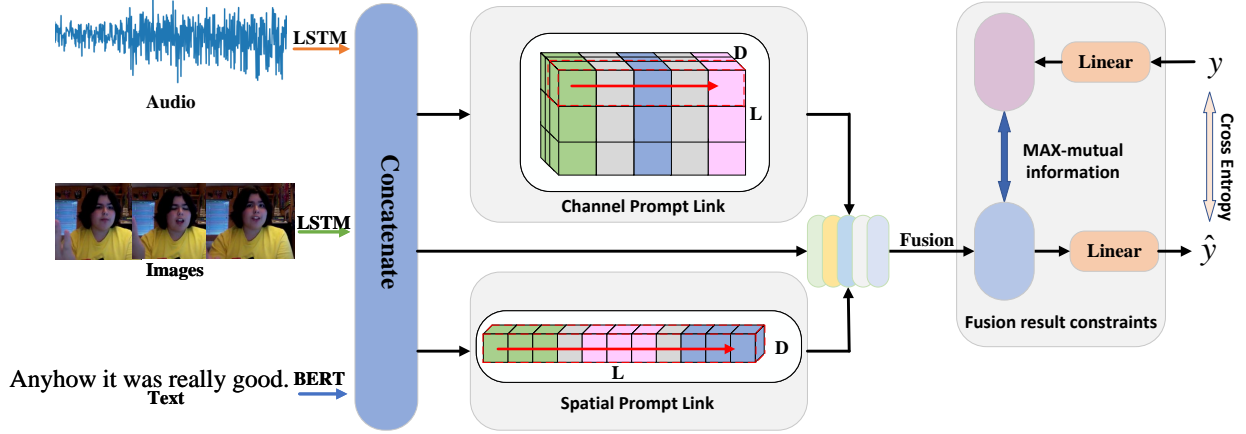 LSTM
Audio
LSTM
Images
Anyhow it was really good.
BERT
Text
Concatenate
D
L
Channel Prompt Link
D
L
Spatial Prompt Link
Fusion
Linear
y
MAX-mutual
information
Cross Entropy
Linear
ŷ
Fusion result constraints